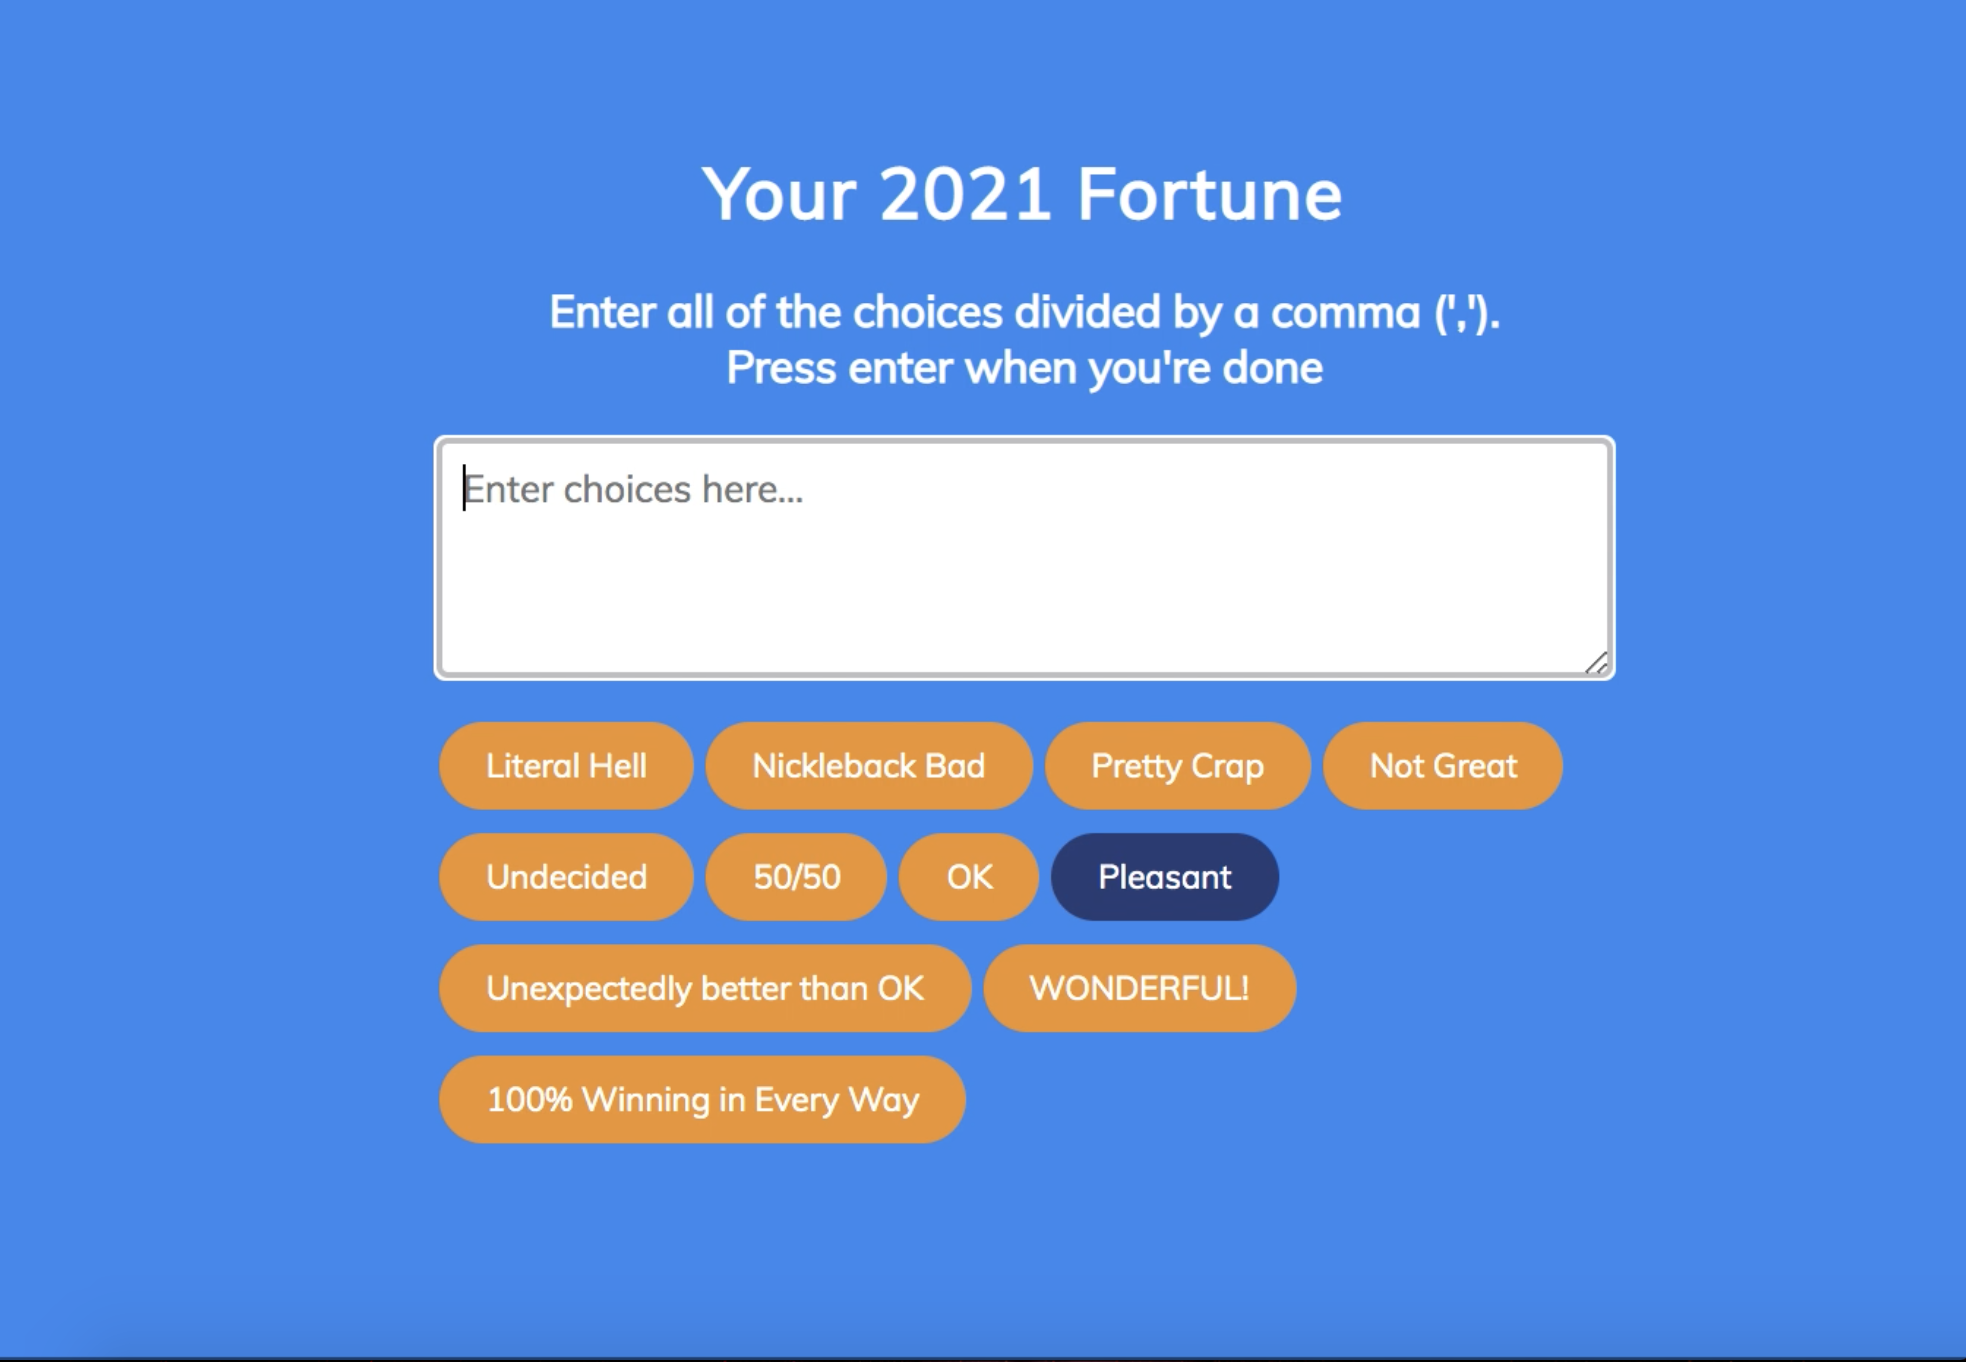 Your 2021 Fortune
Enter all of the choices divided by a comma (',').
Press enter when you're done
Enter choices here...
Literal Hell
Nickleback Bad
Pretty Crap
Not Great
Undecided
50/50
OK
Pleasant
Unexpectedly better than OK
WONDERFUL!
100% Winning in Every Way